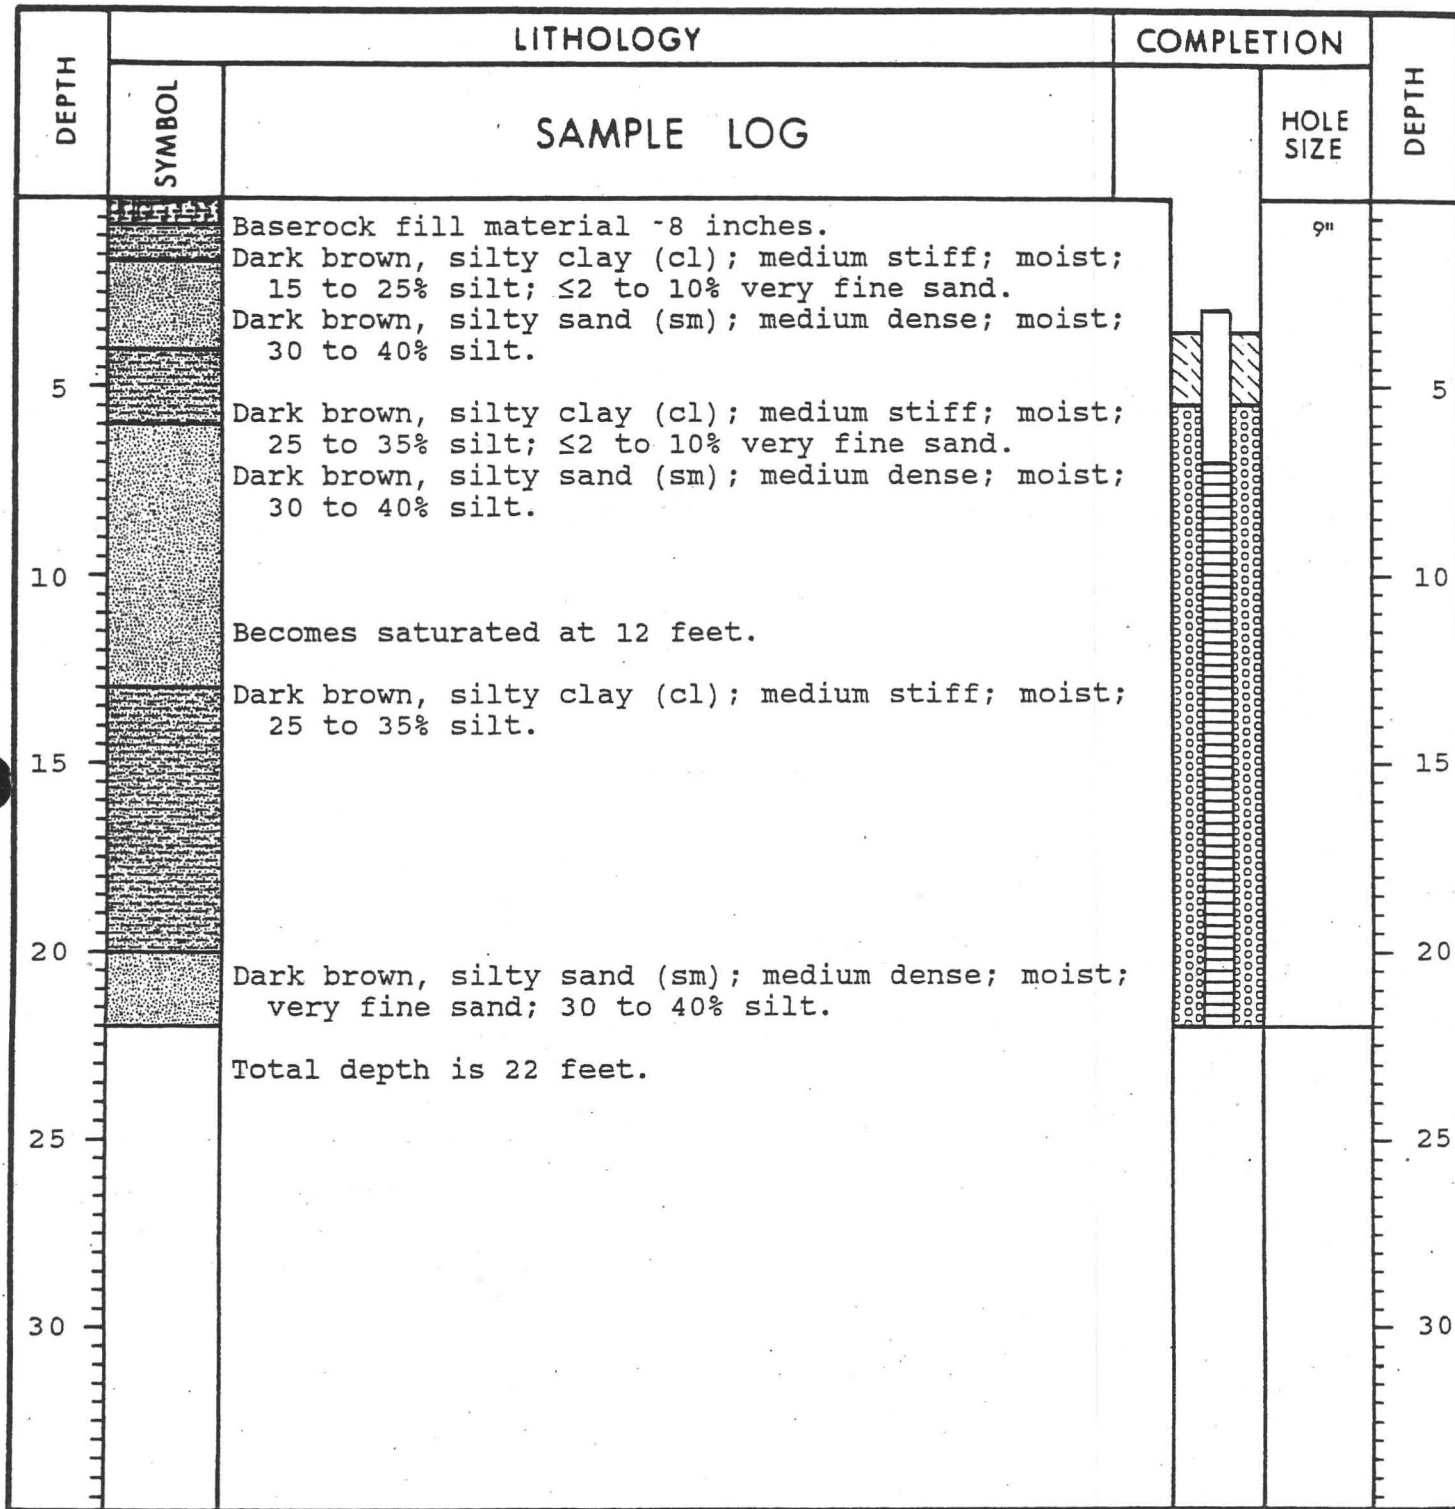 LITHOLOGY
COMPLETION
DEPTH
SYMBOL
SAMPLE LOG
HOLE
SIZE
DEPTH
Baserock fill material ~8 inches.
9"
Dark brown, silty clay (cl); medium stiff; moist;
15 to 25% silt; ≤2 to 10% very fine sand.
Dark brown, silty sand (sm); medium dense; moist;
30 to 40% silt.
5
5
Dark brown, silty clay (cl); medium stiff; moist;
25 to 35% silt; ≤2 to 10% very fine sand.
Dark brown, silty sand (sm); medium dense; moist;
30 to 40% silt.
10
10
Becomes saturated at 12 feet.
Dark brown, silty clay (cl); medium stiff; moist;
25 to 35% silt.
15
15
20
20
Dark brown, silty sand (sm); medium dense; moist;
very fine sand; 30 to 40% silt.
Total depth is 22 feet.
25
25
30
30